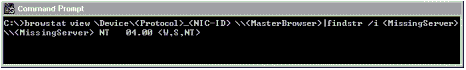 Command Prompt
C:\>browstat view \Device\<Protocol>_<NIC-ID> \\<MasterBrowser>|findstr /i <MissingServer>
\\<MissingServer> NT   04.00 <W,S,NT>